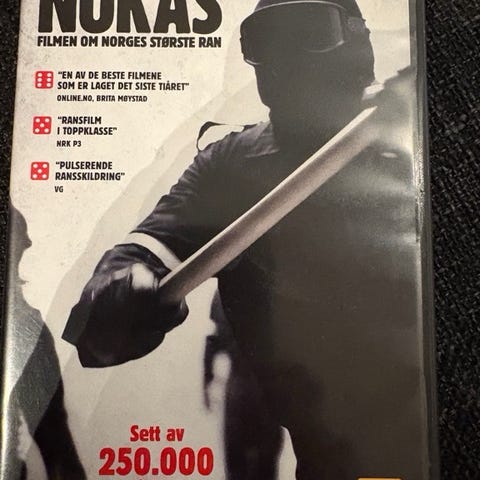 NOKAS
FILMEN OM NORGES STØRSTE RAN
"EN AV DE BESTE FILMENE
SOM ER LAGET DET SISTE TIÅRET"
ONLINE.NO, BRITA MØYSTAD
"RANSFILM
I TOPPKLASSE"
NRK P3
"PULSERENDE
RANSSKILDRING"
VG
Sett av
250.000